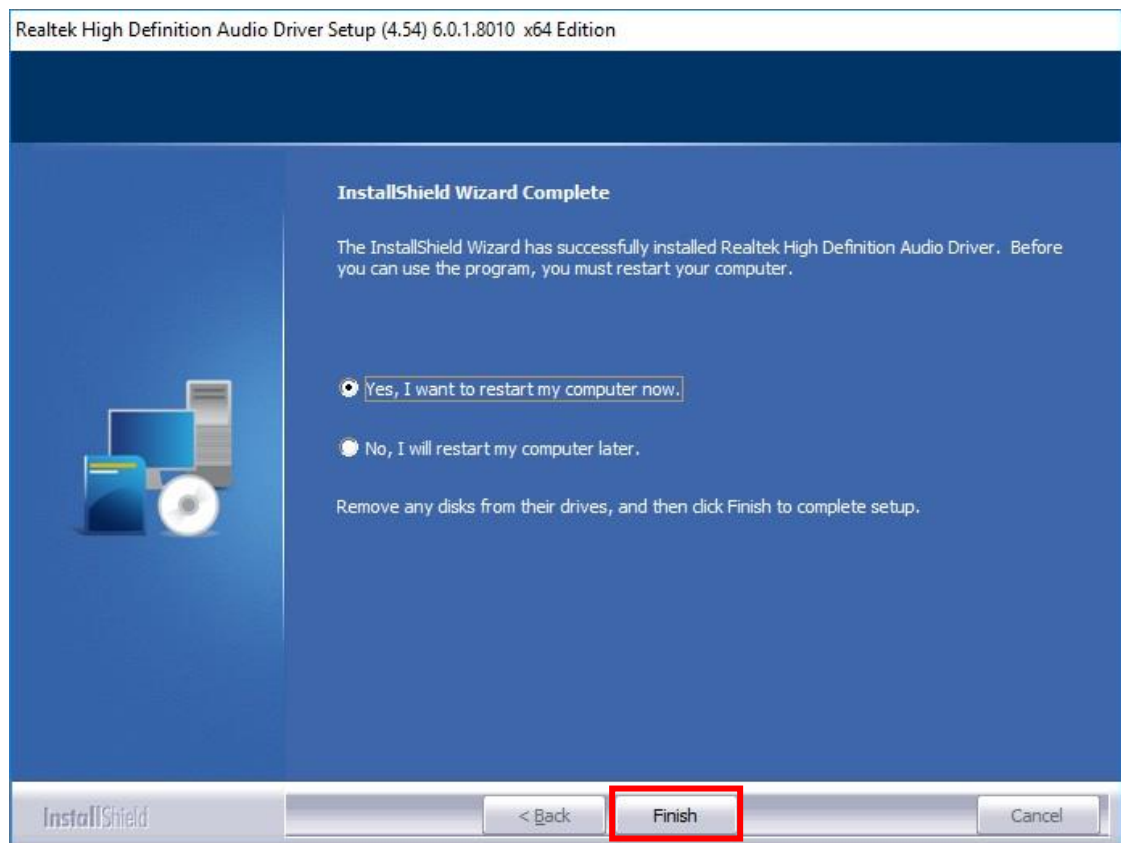 Realtek High Definition Audio Driver Setup (4.54) 6.0.1.8010 x64 Edition
InstallShield Wizard Complete
The InstallShield Wizard has successfully installed Realtek High Definition Audio Driver. Before
you can use the program, you must restart your computer.
Yes, I want to restart my computer now.
No, I will restart my computer later.
Remove any disks from their drives, and then click Finish to complete setup.
InstallShield
< Back
Finish
Cancel